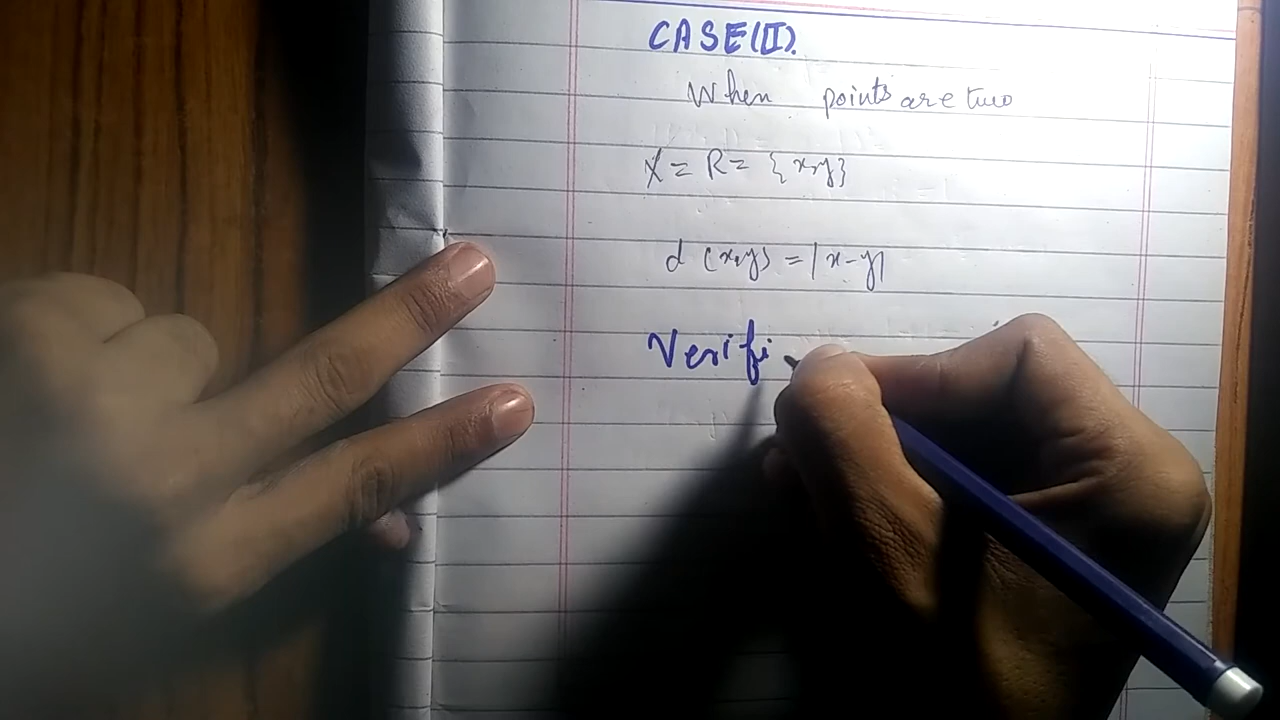 CASE(II).
When points are two
X = R = {x,y}
d (x,y) = |x-y|
Verifi